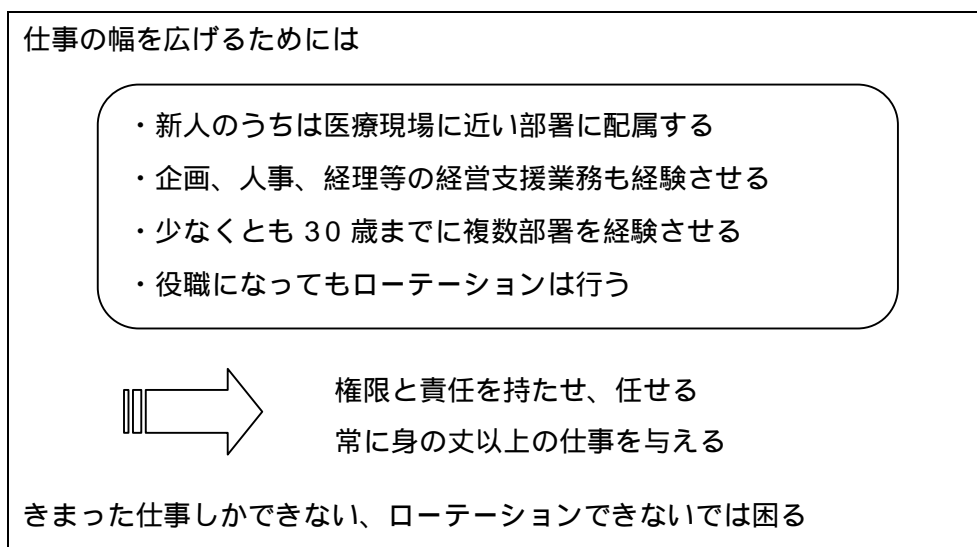 仕事の幅を広げるためには
・新人のうちは医療現場に近い部署に配属する
・企画、人事、経理等の経営支援業務も経験させる
・少なくとも 30 歳までに複数部署を経験させる
・役職になってもローテーションは行う
権限と責任を持たせ、任せる
常に身の丈以上の仕事を与える
きまった仕事しかできない、ローテーションできないでは困る